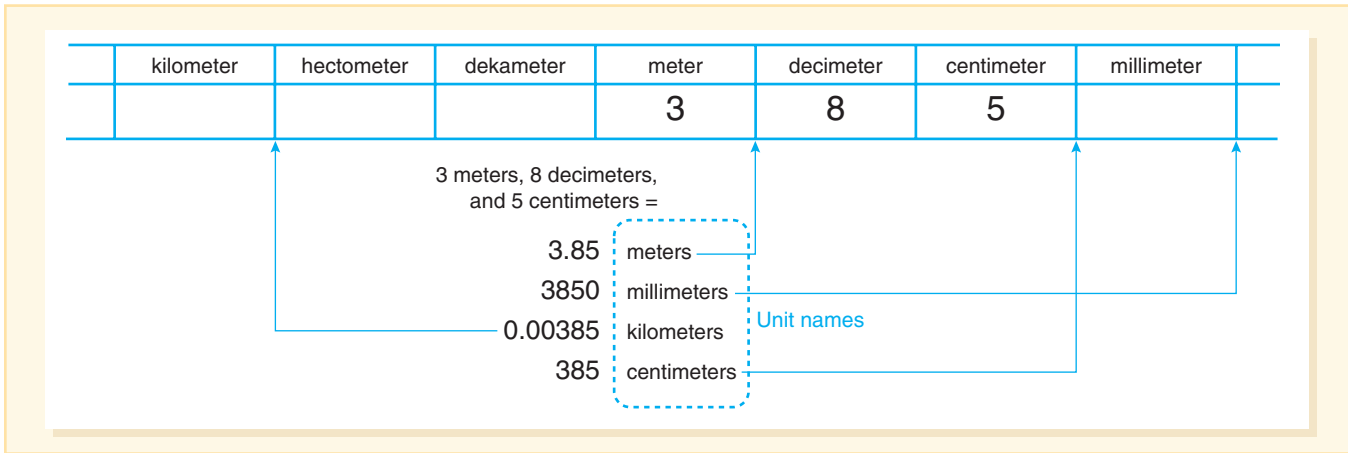 kilometer hectometer dekameter meter decimeter centimeter millimeter
3 8 5
3 meters, 8 decimeters,
and 5 centimeters =
3.85 meters
3850 millimeters
Unit names
0.00385 kilometers
385 centimeters